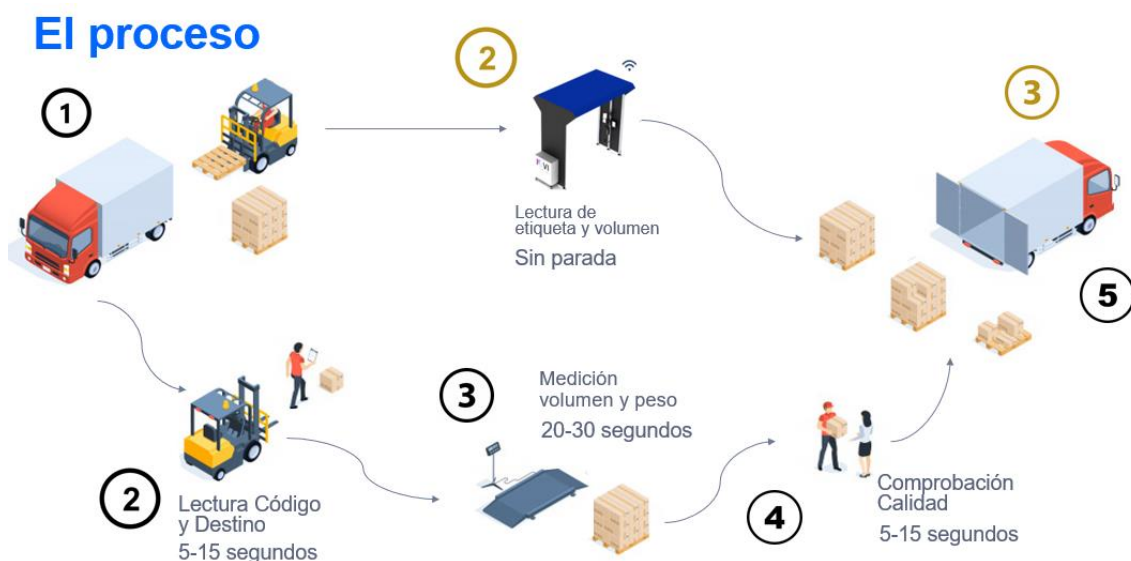 El proceso
1
2
Lectura de
etiqueta y volumen
Sin parada
3
5
2
Lectura Código
y Destino
5-15 segundos
3
Medición
volumen y peso
20-30 segundos
4
Comprobación
Calidad
5-15 segundos